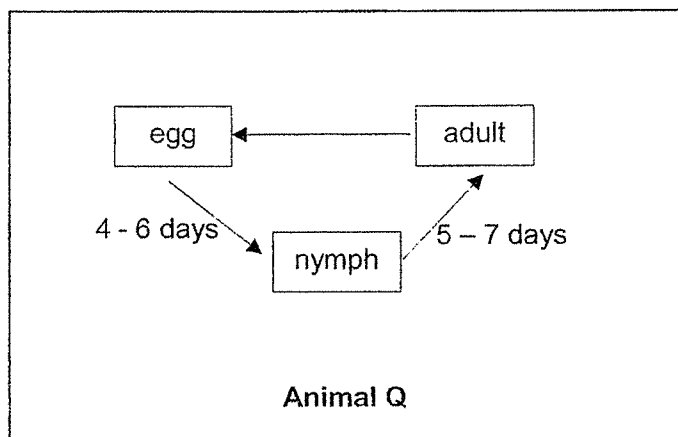 egg
adult
4 - 6 days
5 – 7 days
nymph
Animal Q